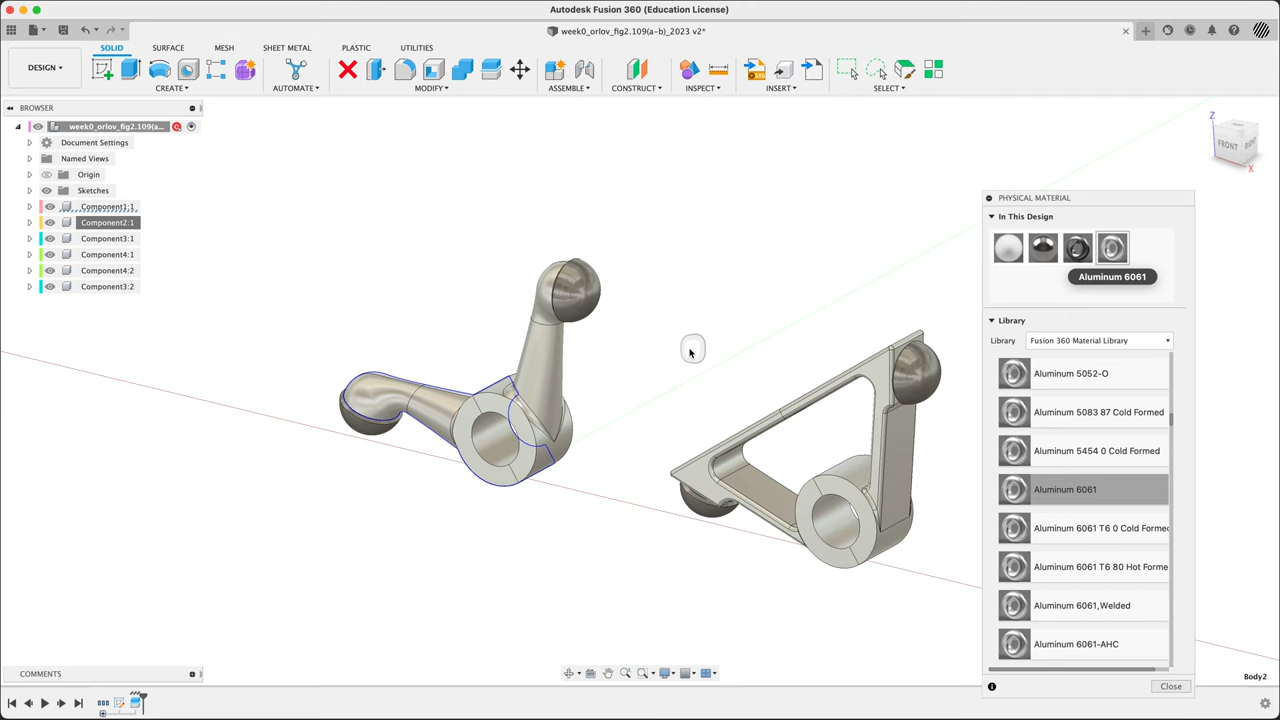 Autodesk Fusion 360 (Education License)
week0_orlov_fig2.109(a-b)_2023 v2*
SOLID SURFACE MESH SHEET METAL PLASTIC UTILITIES
DESIGN
CREATE AUTOMATE MODIFY ASSEMBLE CONSTRUCT INSPECT INSERT SELECT
BROWSER
week0_orlov_fig2.109(a...
Document Settings
Named Views
Origin
Sketches
Component1:1
Component2:1
Component3:1
Component4:1
Component4:2
Component3:2
Z
FRONT RIGHT
X
PHYSICAL MATERIAL
In This Design
Aluminum 6061
Library
Library Fusion 360 Material Library
Aluminum 5052-O
Aluminum 5083 87 Cold Formed
Aluminum 5454 0 Cold Formed
Aluminum 6061
Aluminum 6061 T6 0 Cold Formed
Aluminum 6061 T6 80 Hot Forme
Aluminum 6061,Welded
Aluminum 6061-AHC
Close
COMMENTS
Body2